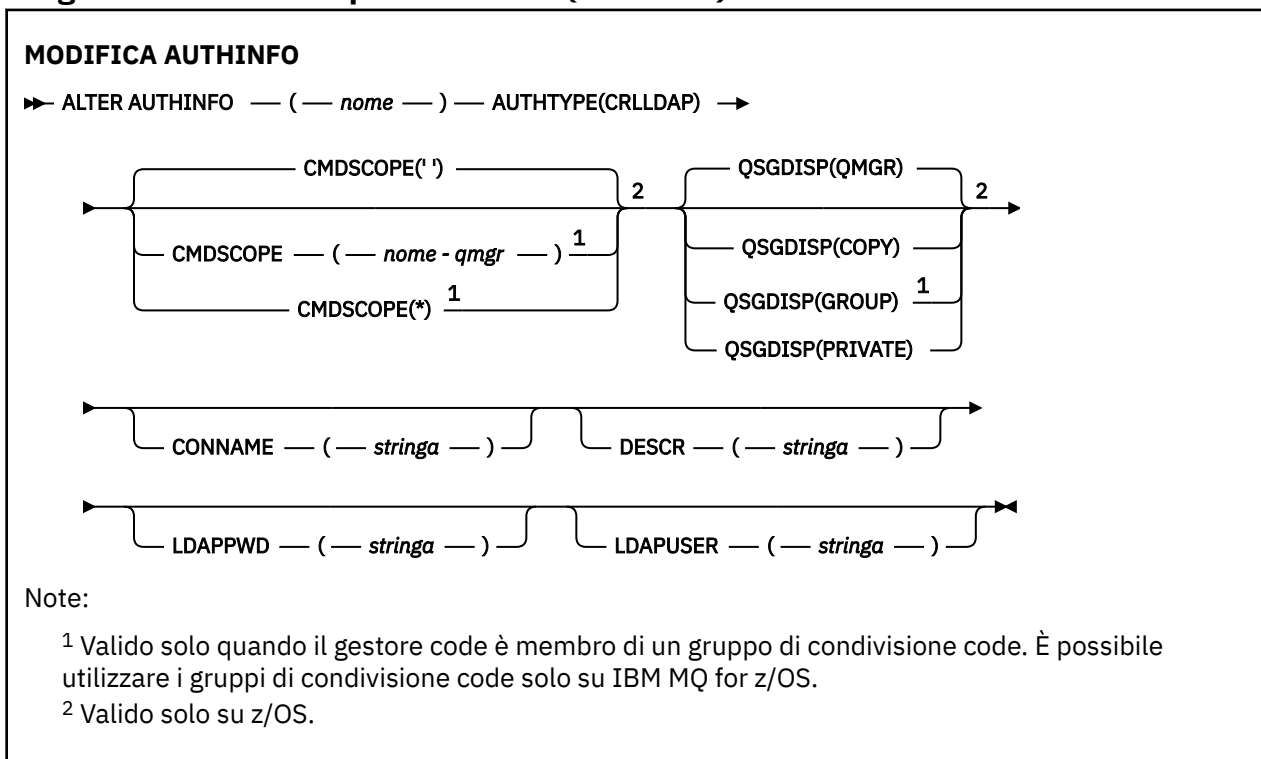 MODIFICA AUTHINFO
ALTER AUTHINFO ( nome ) AUTHTYPE(CRLLDAP)
CMDSCOPE(' ')
CMDSCOPE ( nome - qmgr ) 1
CMDSCOPE(*) 1
2
QSGDISP(QMGR)
QSGDISP(COPY)
QSGDISP(GROUP) 1
QSGDISP(PRIVATE)
2
CONNAME ( stringa )
DESCR ( stringa )
LDAPPWD ( stringa )
LDAPUSER ( stringa )
Note:
1 Valido solo quando il gestore code è membro di un gruppo di condivisione code. È possibile
utilizzare i gruppi di condivisione code solo su IBM MQ for z/OS.
2 Valido solo su z/OS.